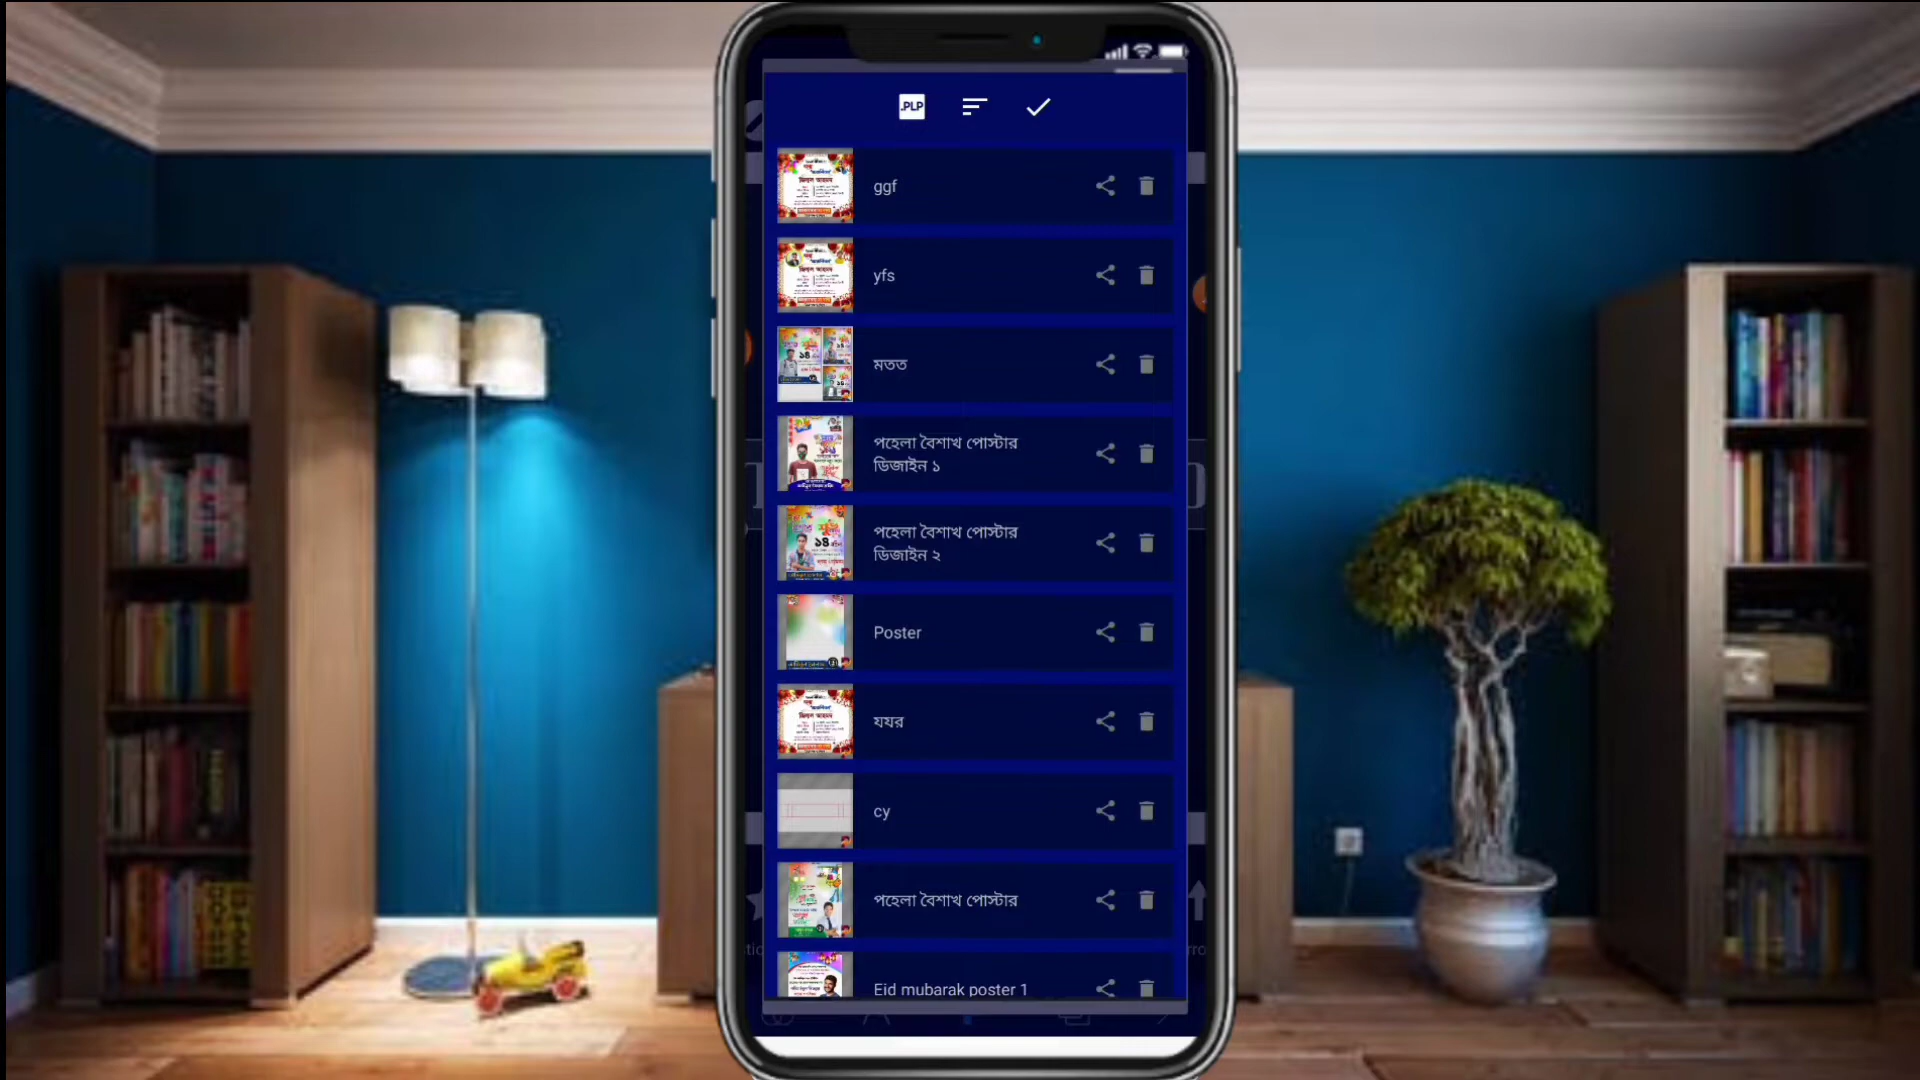 .PLP
ggf
yfs
মতত
পহেলা বৈশাখ পোস্টার
ডিজাইন ১
পহেলা বৈশাখ পোস্টার
ডিজাইন ২
Poster
যযর
cy
পহেলা বৈশাখ পোস্টার
Eid mubarak poster 1